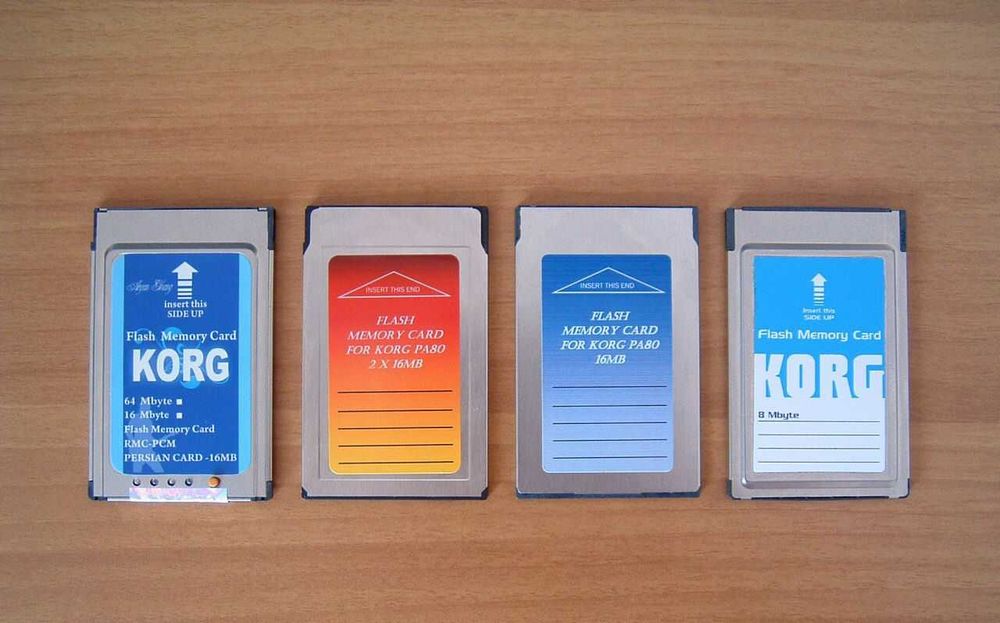 insert this
SIDE UP
Flash Memory Card
KORG
64 Mbyte
16 Mbyte
Flash Memory Card
RMC-PCM
PERSIAN CARD -16MB
INSERT THIS END
FLASH
MEMORY CARD
FOR KORG PA80
2 X 16MB
INSERT THIS END
FLASH
MEMORY CARD
FOR KORG PA80
16MB
insert this
SIDE UP
Flash Memory Card
KORG
8 Mbyte